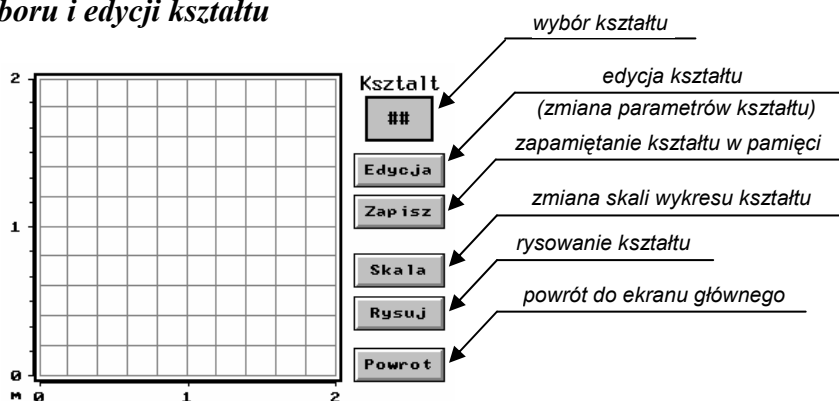 boru i edycji kształtu
wybór kształtu
edycja kształtu
(zmiana parametrów kształtu)
zapamiętanie kształtu w pamięci
zmiana skali wykresu kształtu
rysowanie kształtu
powrót do ekranu głównego
Ksztalt
##
Edycja
Zapisz
Skala
Rysuj
Powrot
2
1
0
M 0 1 2